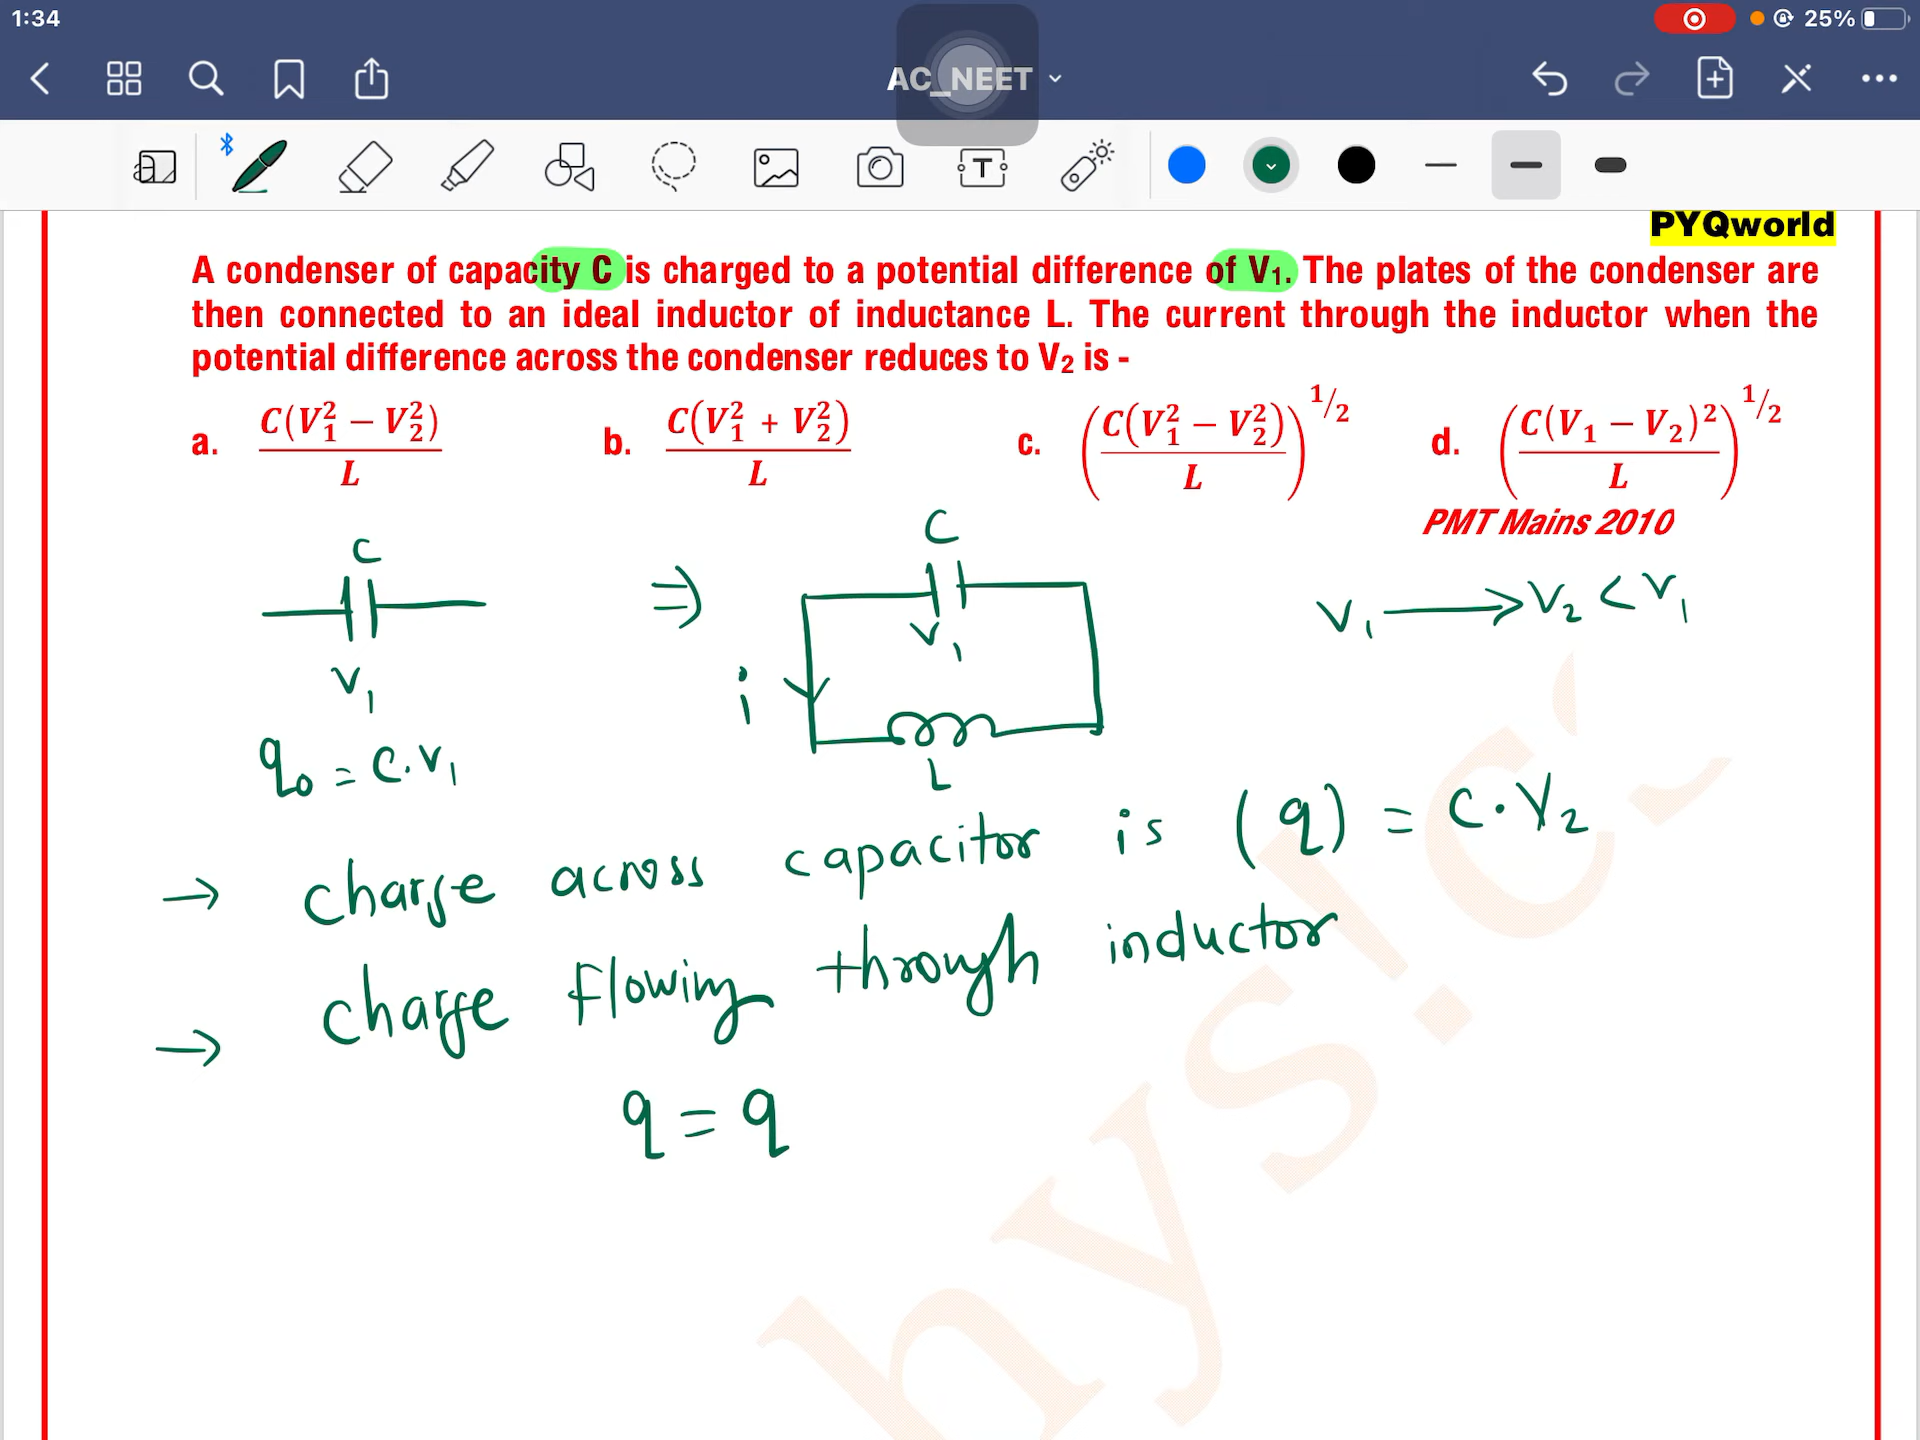 1:34
25%
AC_NEET
PYQworld
A condenser of capacity C is charged to a potential difference of V₁. The plates of the condenser are
then connected to an ideal inductor of inductance L. The current through the inductor when the
potential difference across the condenser reduces to V₂ is -
a. C(V₁² − V₂²)/L b. C(V₁² + V₂²)/L c. (C(V₁² − V₂²)/L)^1/2 d. (C(V₁ − V₂)²/L)^1/2
PMT Mains 2010
C
V₁
q₀ = C.V₁
⇒
C
V₁
i
L
V₁ → V₂ < V₁
→ charge across capacitor is (q) = C·V₂
→ charge flowing through inductor
q = q
hys!cs